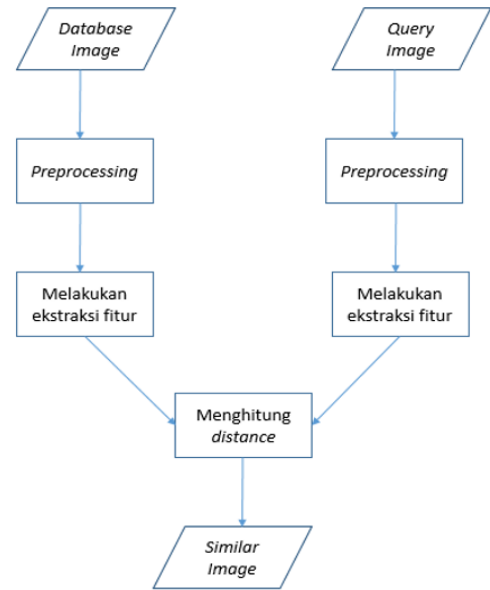 Database
Image
Query
Image
Preprocessing
Preprocessing
Melakukan
ekstraksi fitur
Melakukan
ekstraksi fitur
Menghitung
distance
Similar
Image